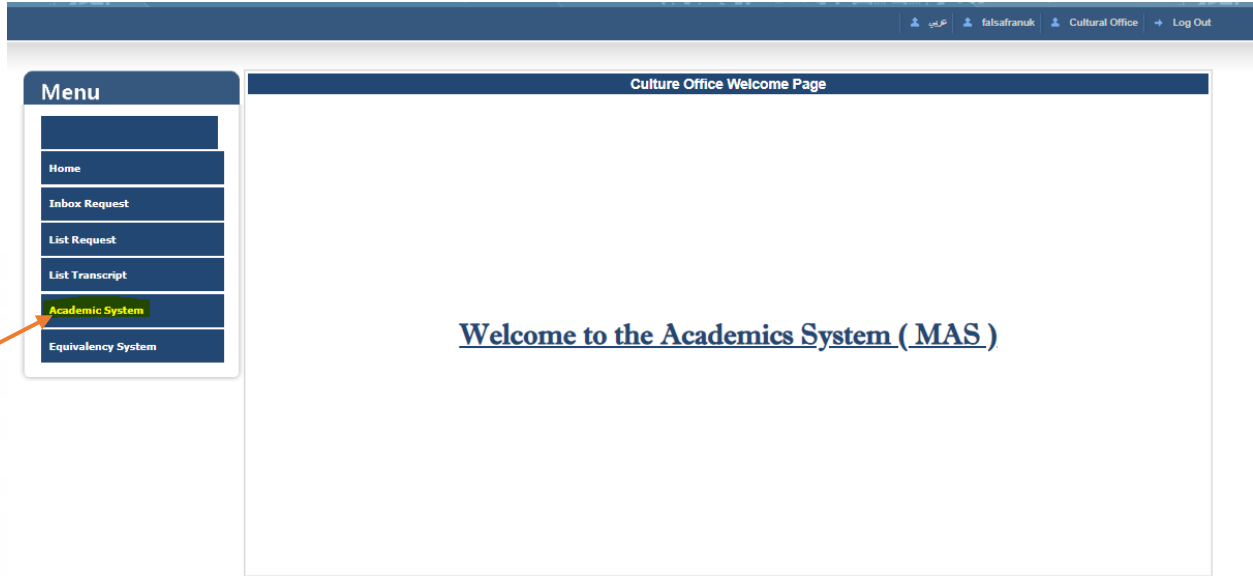 عربي falsafranuk Cultural Office Log Out
Menu
Culture Office Welcome Page
Home
Inbox Request
List Request
List Transcript
Academic System
Equivalency System
Welcome to the Academics System ( MAS )